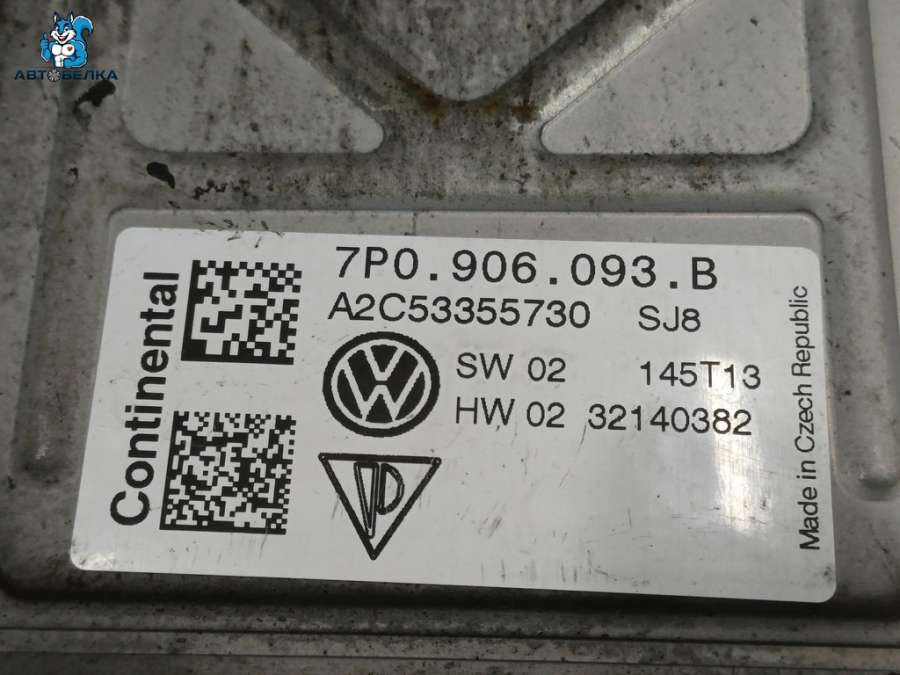 АВТОБЕЛКА
Continental
7P0.906.093.B
A2C53355730 SJ8
SW 02 145T13
HW 02 32140382
Made in Czech Republic